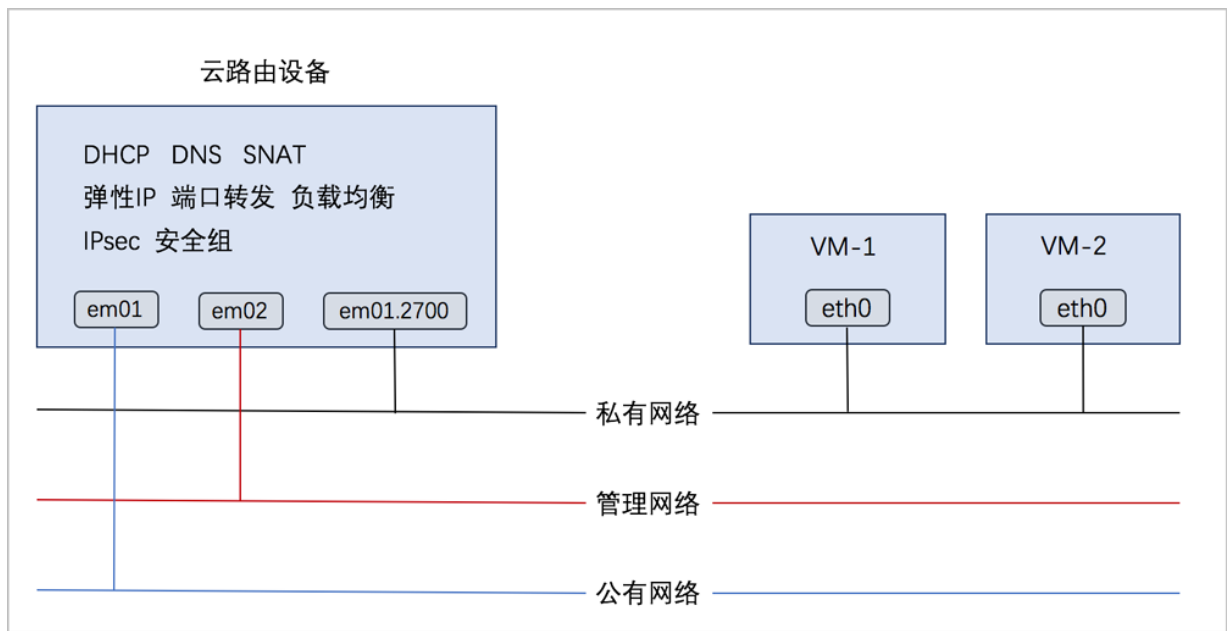 云路由设备
DHCP DNS SNAT
弹性IP 端口转发 负载均衡
IPsec 安全组
em01 em02 em01.2700
VM-1 VM-2
eth0 eth0
私有网络
管理网络
公有网络